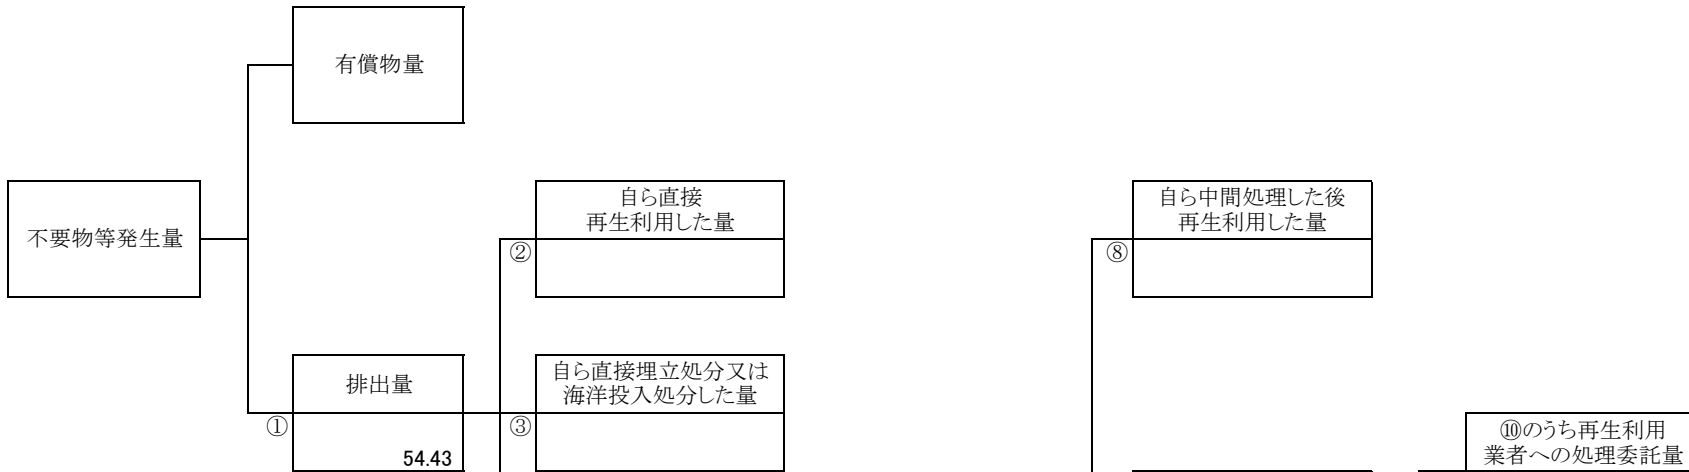 有償物量
不要物等発生量
自ら直接
再生利用した量
②
自ら中間処理した後
再生利用した量
⑧
排出量
①
54.43
自ら直接埋立処分又は
海洋投入処分した量
③
⑩のうち再生利用
業者への処理委託量